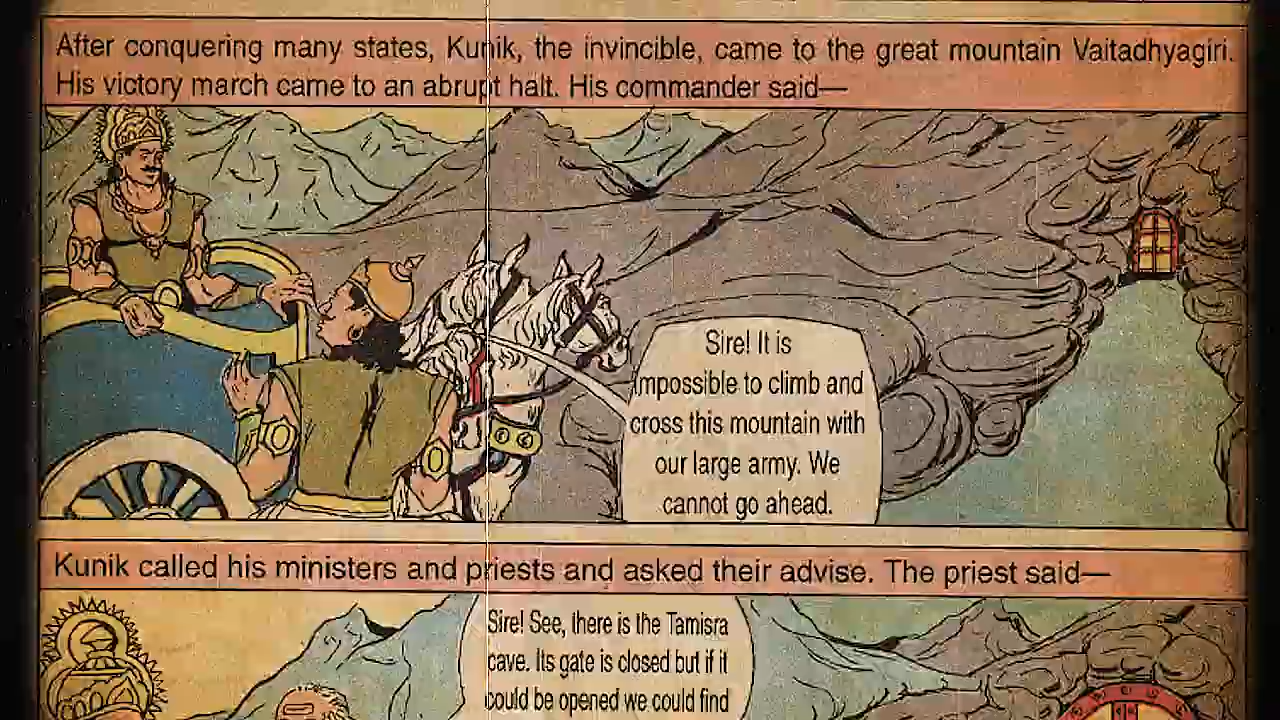 After conquering many states, Kunik, the invincible, came to the great mountain Vaitadhyagiri.
His victory march came to an abrupt halt. His commander said—
Sire! It is
impossible to climb and
cross this mountain with
our large army. We
cannot go ahead.
Kunik called his ministers and priests and asked their advise. The priest said—
Sire! See, there is the Tamisra
cave. Its gate is closed but if it
could be opened we could find